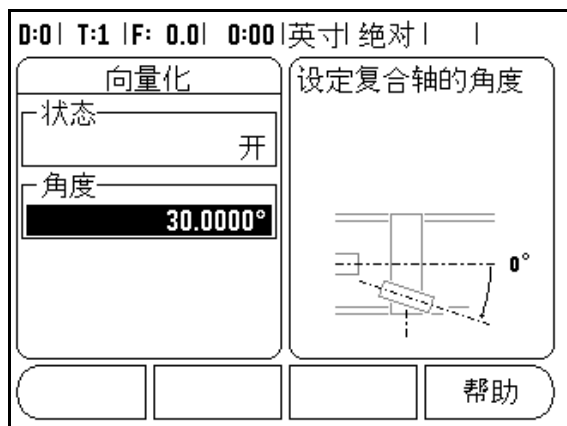 D:0| T:1 |F: 0.0| 0:00|英寸|绝对| |
向量化
状态
开
角度
30.0000°
设定复合轴的角度
0°
帮助